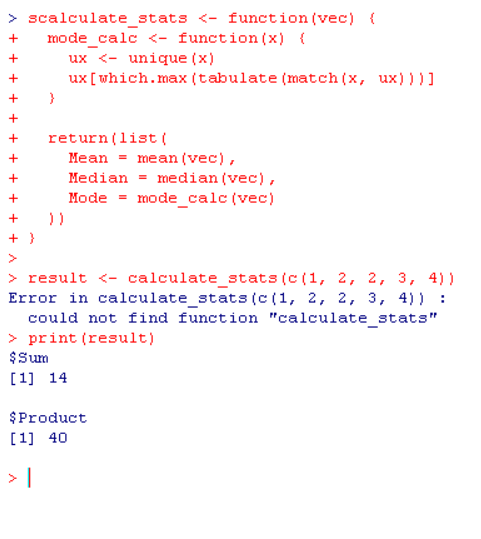 > scalculate_stats <- function(vec) {
+   mode_calc <- function(x) {
+     ux <- unique(x)
+     ux[which.max(tabulate(match(x, ux)))]
+   }
+
+   return(list(
+     Mean = mean(vec),
+     Median = median(vec),
+     Mode = mode_calc(vec)
+   ))
+ }
>
> result <- calculate_stats(c(1, 2, 2, 3, 4))
Error in calculate_stats(c(1, 2, 2, 3, 4)) :
  could not find function "calculate_stats"
> print(result)
$Sum
[1] 14

$Product
[1] 40

>